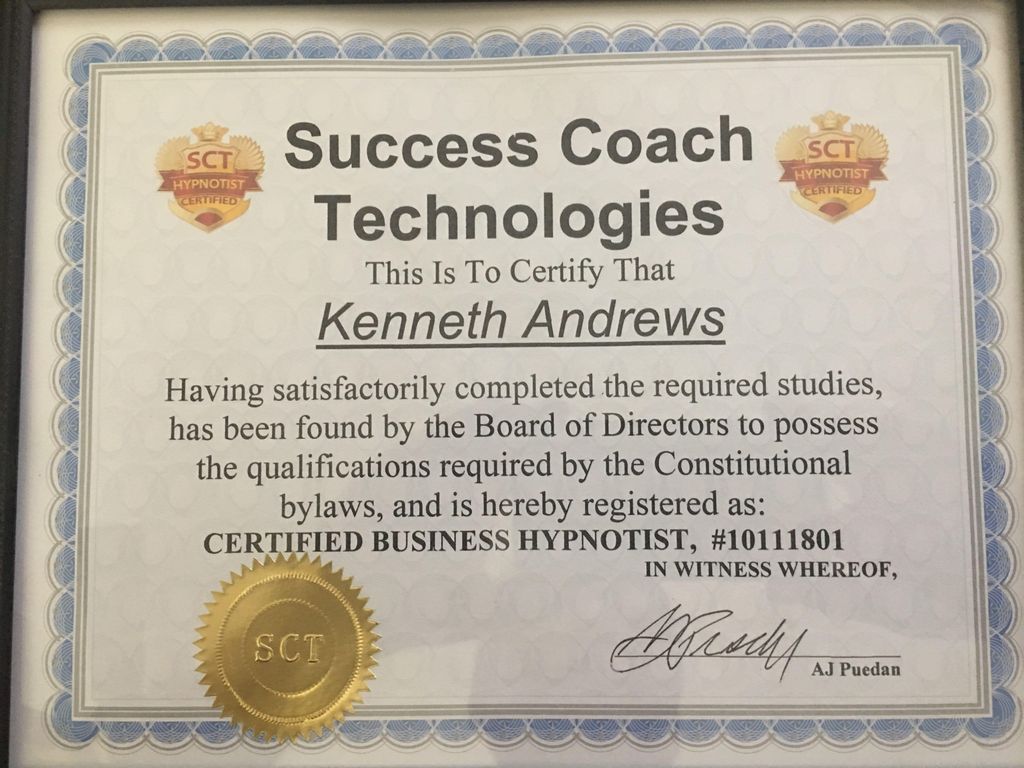 Success Coach
Technologies
SCT
HYPNOTIST
CERTIFIED
SCT
HYPNOTIST
CERTIFIED
This Is To Certify That
Kenneth Andrews
Having satisfactorily completed the required studies,
has been found by the Board of Directors to possess
the qualifications required by the Constitutional
bylaws, and is hereby registered as:
CERTIFIED BUSINESS HYPNOTIST, #10111801
IN WITNESS WHEREOF,
SCT
AJ Puedan